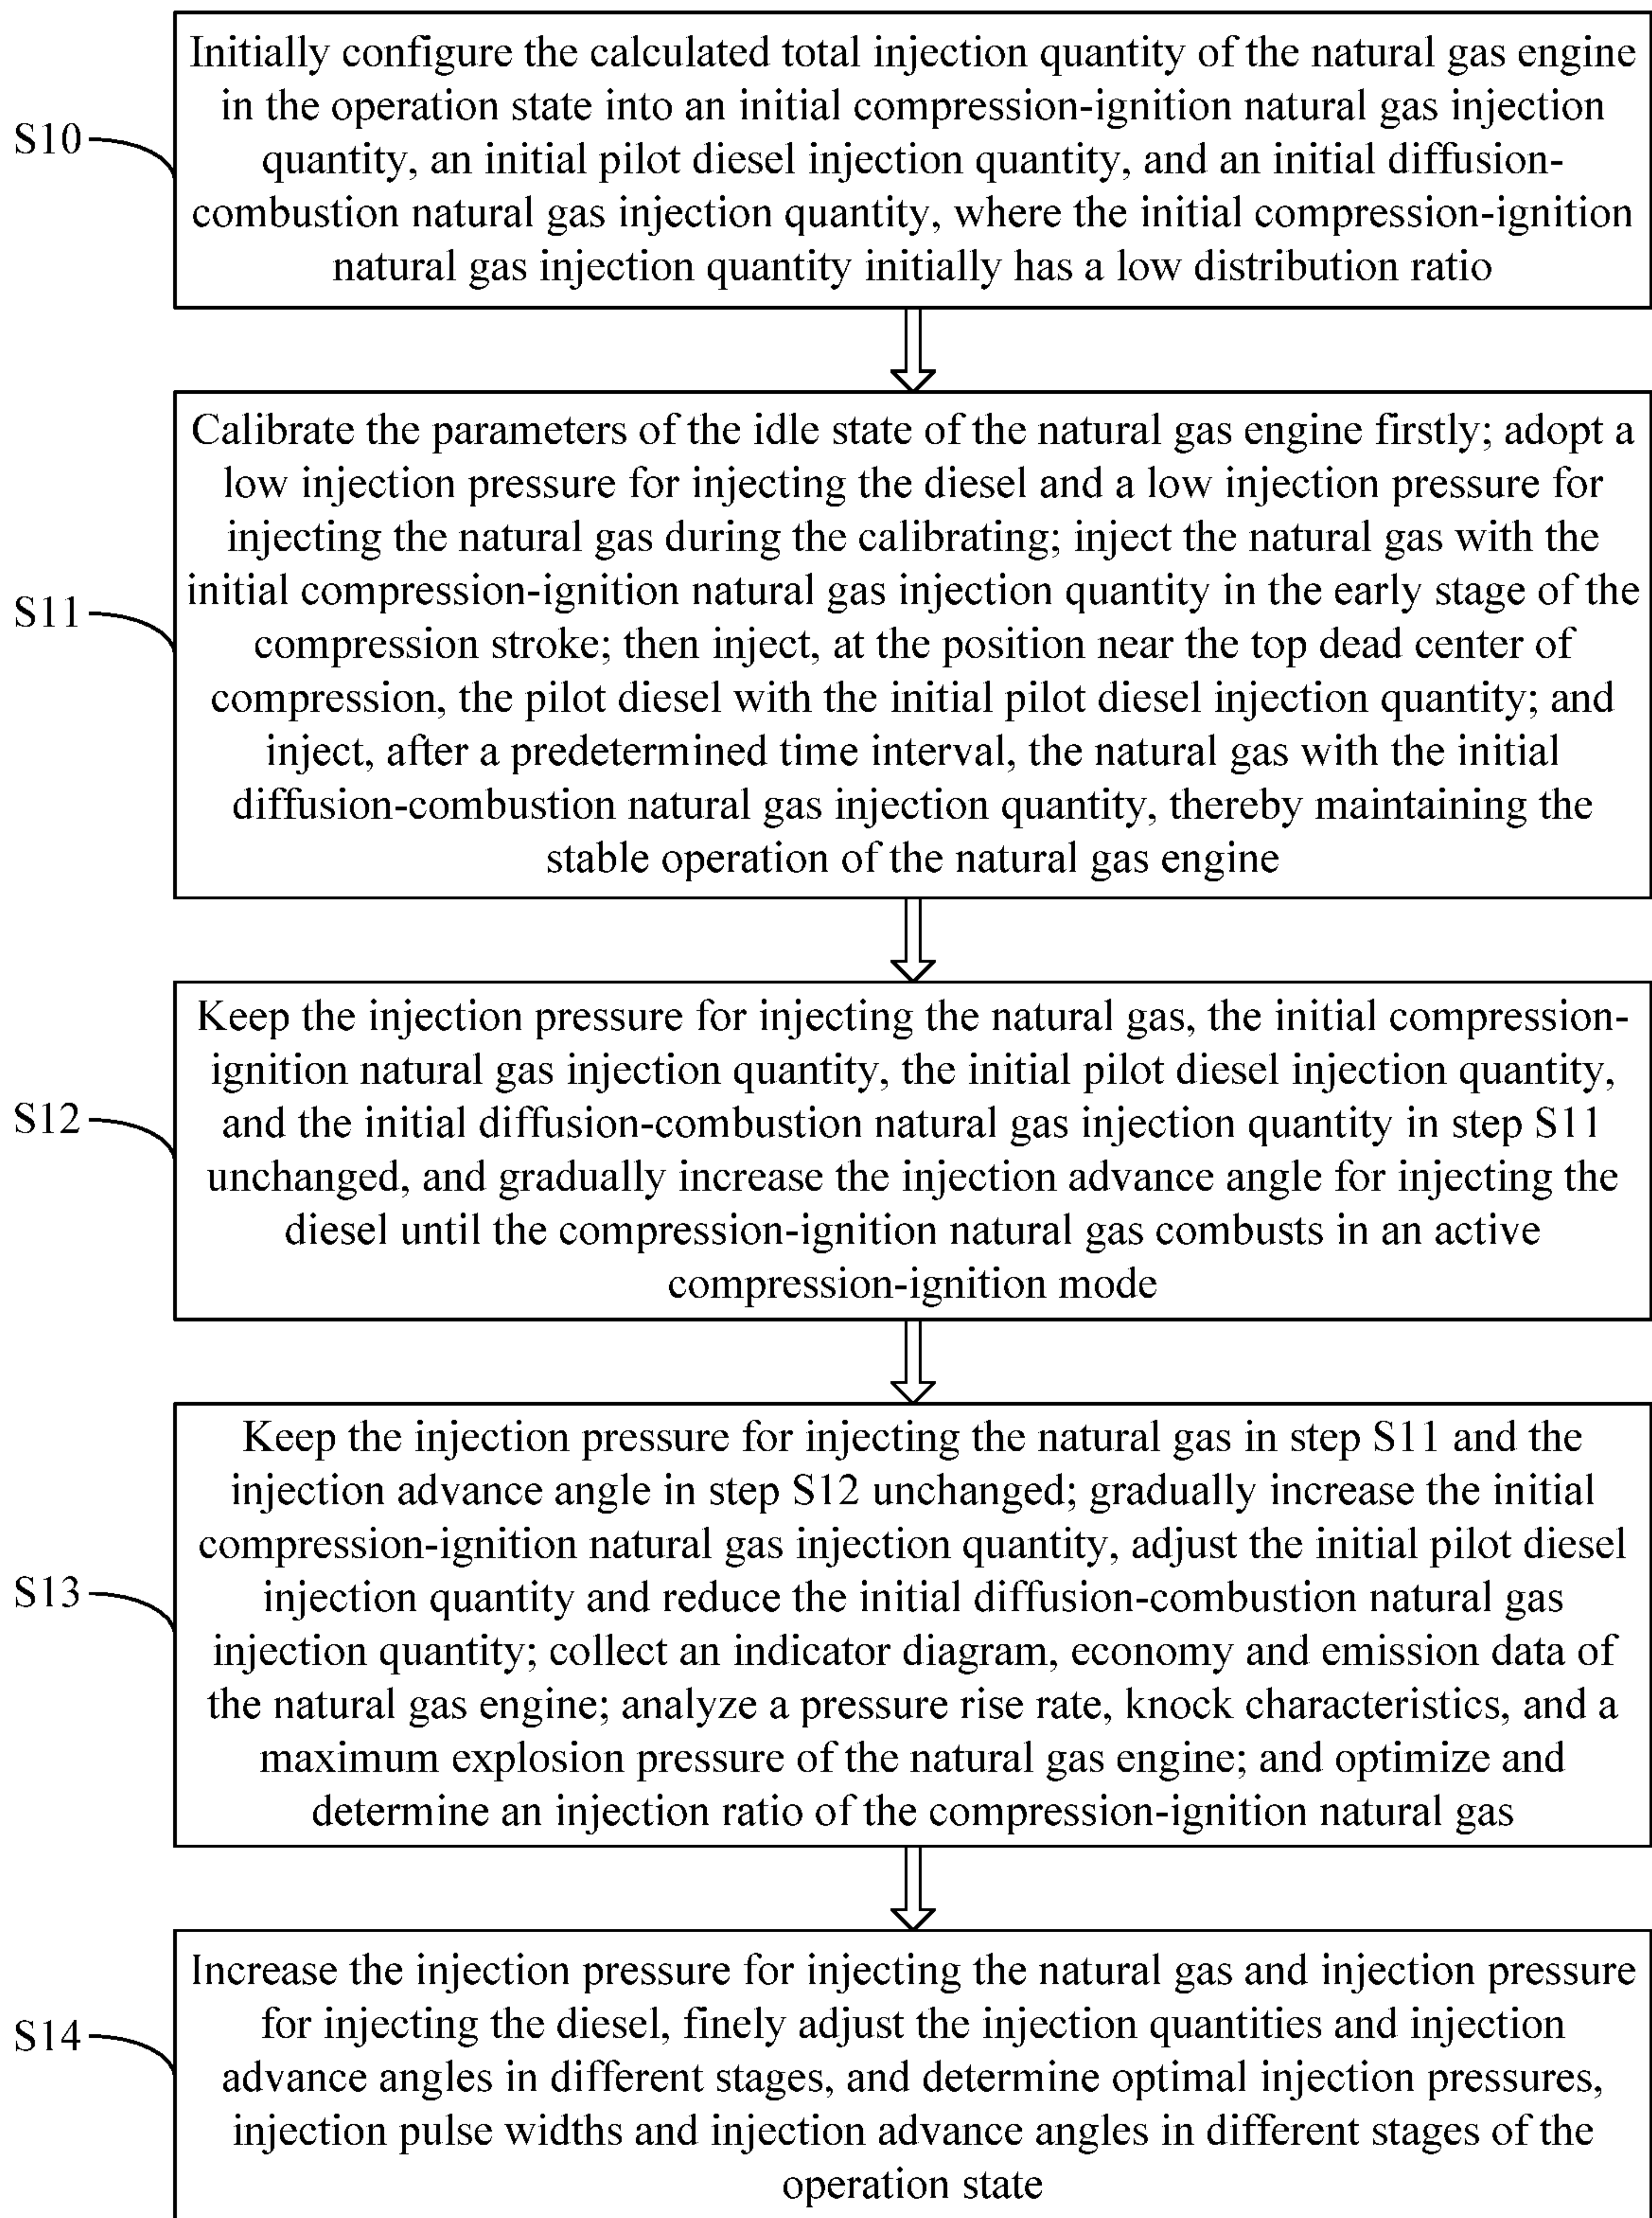 S10
Initially configure the calculated total injection quantity of the natural gas engine
in the operation state into an initial compression-ignition natural gas injection
quantity, an initial pilot diesel injection quantity, and an initial diffusion-
combustion natural gas injection quantity, where the initial compression-ignition
natural gas injection quantity initially has a low distribution ratio
S11
Calibrate the parameters of the idle state of the natural gas engine firstly; adopt a
low injection pressure for injecting the diesel and a low injection pressure for
injecting the natural gas during the calibrating; inject the natural gas with the
initial compression-ignition natural gas injection quantity in the early stage of the
compression stroke; then inject, at the position near the top dead center of
compression, the pilot diesel with the initial pilot diesel injection quantity; and
inject, after a predetermined time interval, the natural gas with the initial
diffusion-combustion natural gas injection quantity, thereby maintaining the
stable operation of the natural gas engine
S12
Keep the injection pressure for injecting the natural gas, the initial compression-
ignition natural gas injection quantity, the initial pilot diesel injection quantity,
and the initial diffusion-combustion natural gas injection quantity in step S11
unchanged, and gradually increase the injection advance angle for injecting the
diesel until the compression-ignition natural gas combusts in an active
compression-ignition mode
S13
Keep the injection pressure for injecting the natural gas in step S11 and the
injection advance angle in step S12 unchanged; gradually increase the initial
compression-ignition natural gas injection quantity, adjust the initial pilot diesel
injection quantity and reduce the initial diffusion-combustion natural gas
injection quantity; collect an indicator diagram, economy and emission data of
the natural gas engine; analyze a pressure rise rate, knock characteristics, and a
maximum explosion pressure of the natural gas engine; and optimize and
determine an injection ratio of the compression-ignition natural gas
S14
Increase the injection pressure for injecting the natural gas and injection pressure
for injecting the diesel, finely adjust the injection quantities and injection
advance angles in different stages, and determine optimal injection pressures,
injection pulse widths and injection advance angles in different stages of the
operation state